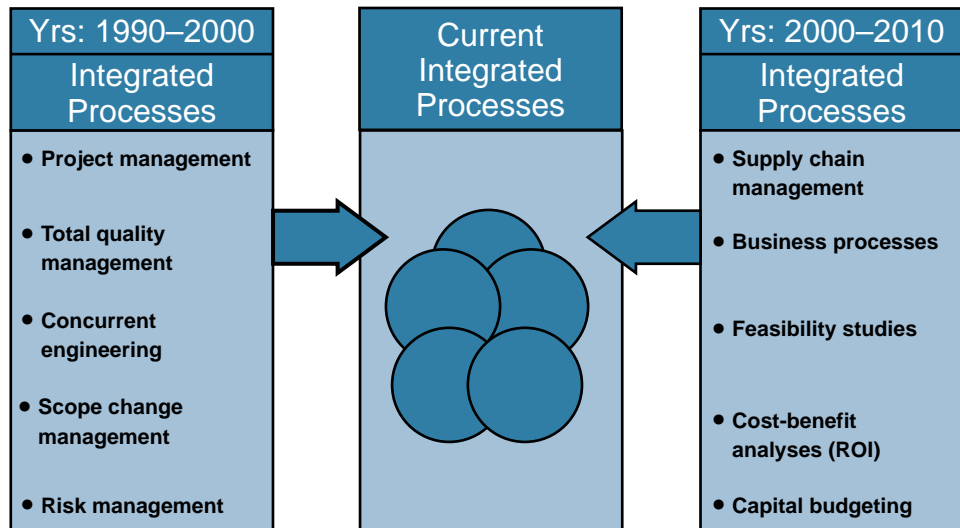 Yrs: 1990–2000
Integrated
Processes
• Project management
• Total quality
management
• Concurrent
engineering
• Scope change
management
• Risk management
Current
Integrated
Processes
Yrs: 2000–2010
Integrated
Processes
• Supply chain
management
• Business processes
• Feasibility studies
• Cost-benefit
analyses (ROI)
• Capital budgeting